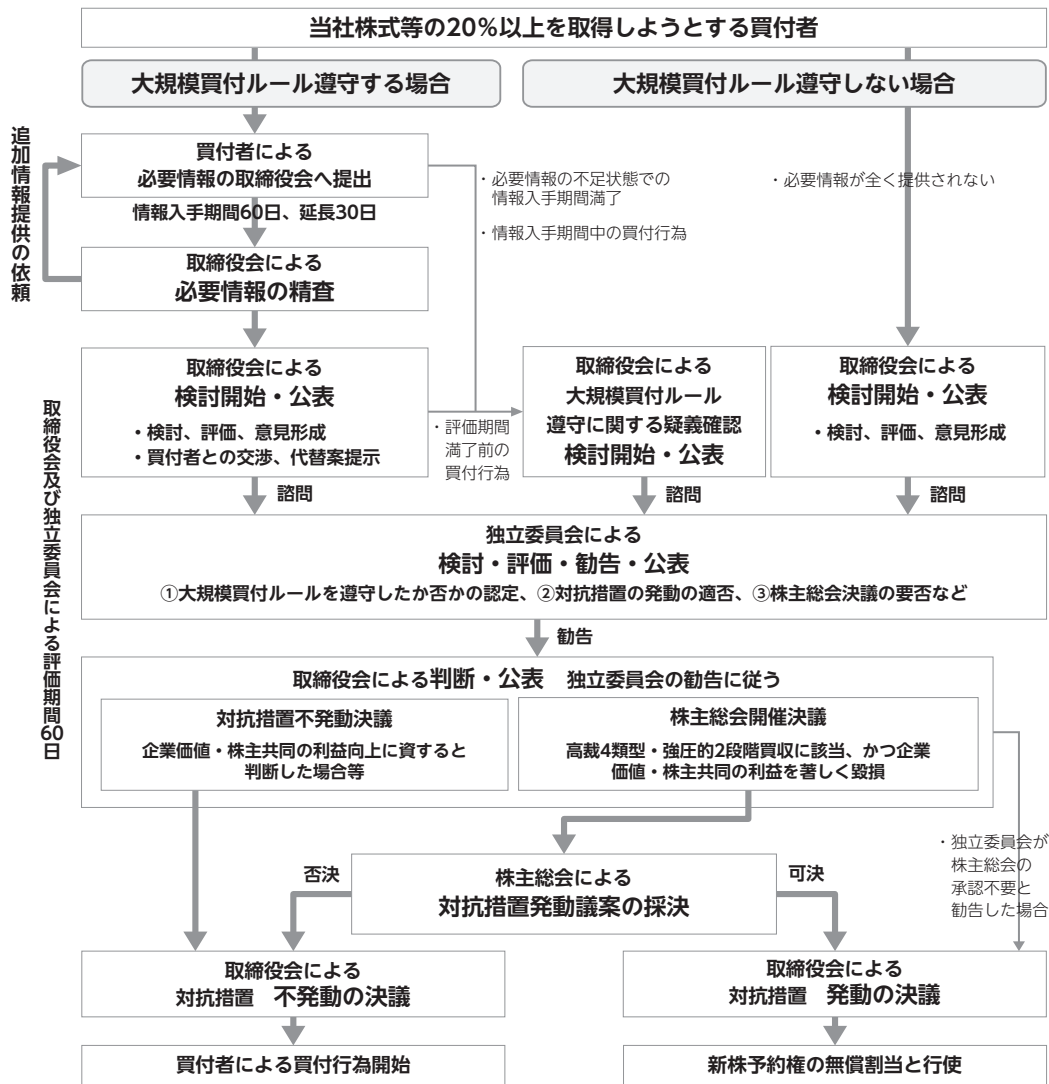 当社株式等の20%以上を取得しようとする買付者
大規模買付ルール遵守する場合
大規模買付ルール遵守しない場合
追加情報提供の依頼
買付者による
必要情報の取締役会へ提出
・必要情報の不足状態での
情報入手期間満了
・情報入手期間中の買付行為
・必要情報が全く提供されない
情報入手期間60日、延長30日
取締役会による
必要情報の精査
取締役会及び独立委員会による評価期間60日
取締役会による
検討開始・公表
・検討、評価、意見形成
・買付者との交渉、代替案提示
・評価期間
満了前の
買付行為
取締役会による
大規模買付ルール
遵守に関する疑義確認
検討開始・公表
取締役会による
検討開始・公表
・検討、評価、意見形成
諮問
諮問
諮問
独立委員会による
検討・評価・勧告・公表
①大規模買付ルールを遵守したか否かの認定、②対抗措置の発動の適否、③株主総会決議の要否など
勧告
取締役会による判断・公表 独立委員会の勧告に従う
対抗措置不発動決議
企業価値・株主共同の利益向上に資すると
判断した場合等
株主総会開催決議
高裁4類型・強圧的2段階買収に該当、かつ企業
価値・株主共同の利益を著しく毀損
・独立委員会が
株主総会の
承認不要と
勧告した場合
否決
株主総会による
対抗措置発動議案の採決
可決
取締役会による
対抗措置 不発動の決議
取締役会による
対抗措置 発動の決議
買付者による買付行為開始
新株予約権の無償割当と行使